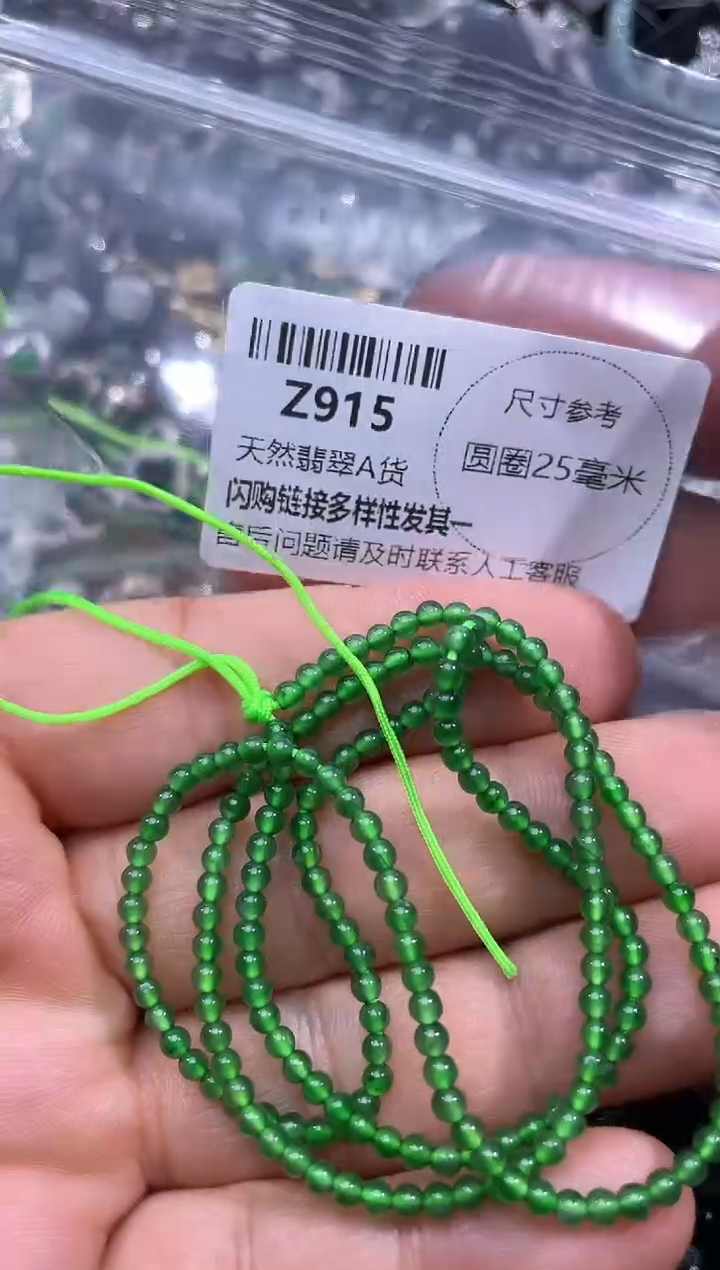 Z915
天然翡翠A货
闪购链接多样性发其一
售后问题请及时联系人工客服
尺寸参考
圆圈25毫米